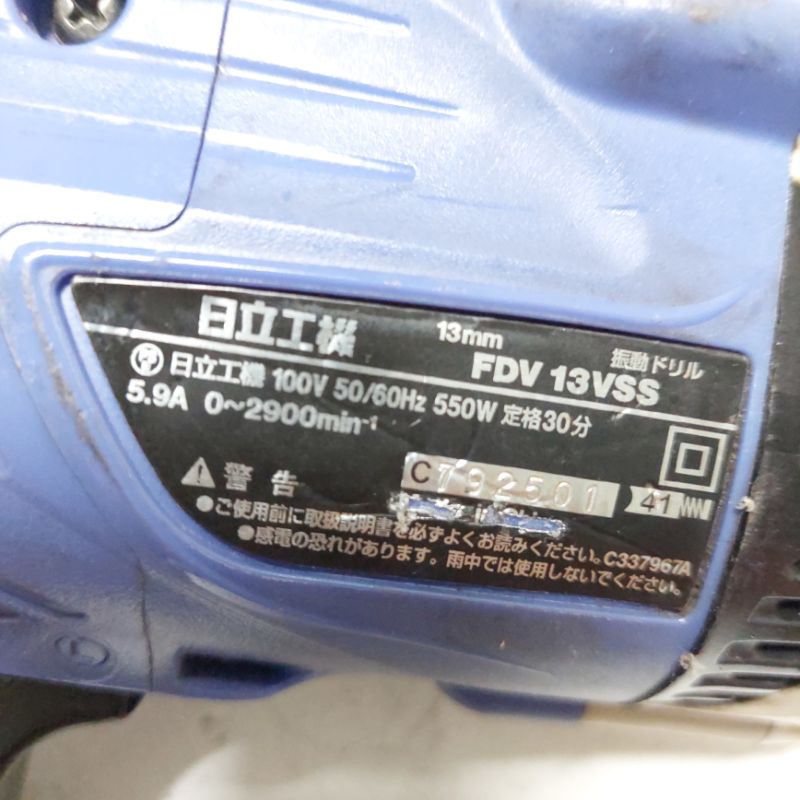 日立工機
13mm 振動ドリル
FDV 13VSS
日立工機 100V 50/60Hz 550W 定格30分
5.9A 0～2900min⁻¹
警告
C792501
41
●ご使用前に取扱説明書を必ずよくお読みください。C337967A
●感電の恐れがあります。雨中では使用しないでください。